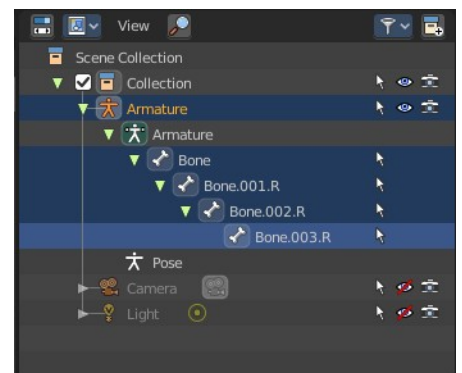 View
Scene Collection
Collection
Armature
Armature
Bone
Bone.001.R
Bone.002.R
Bone.003.R
Pose
Camera
Light